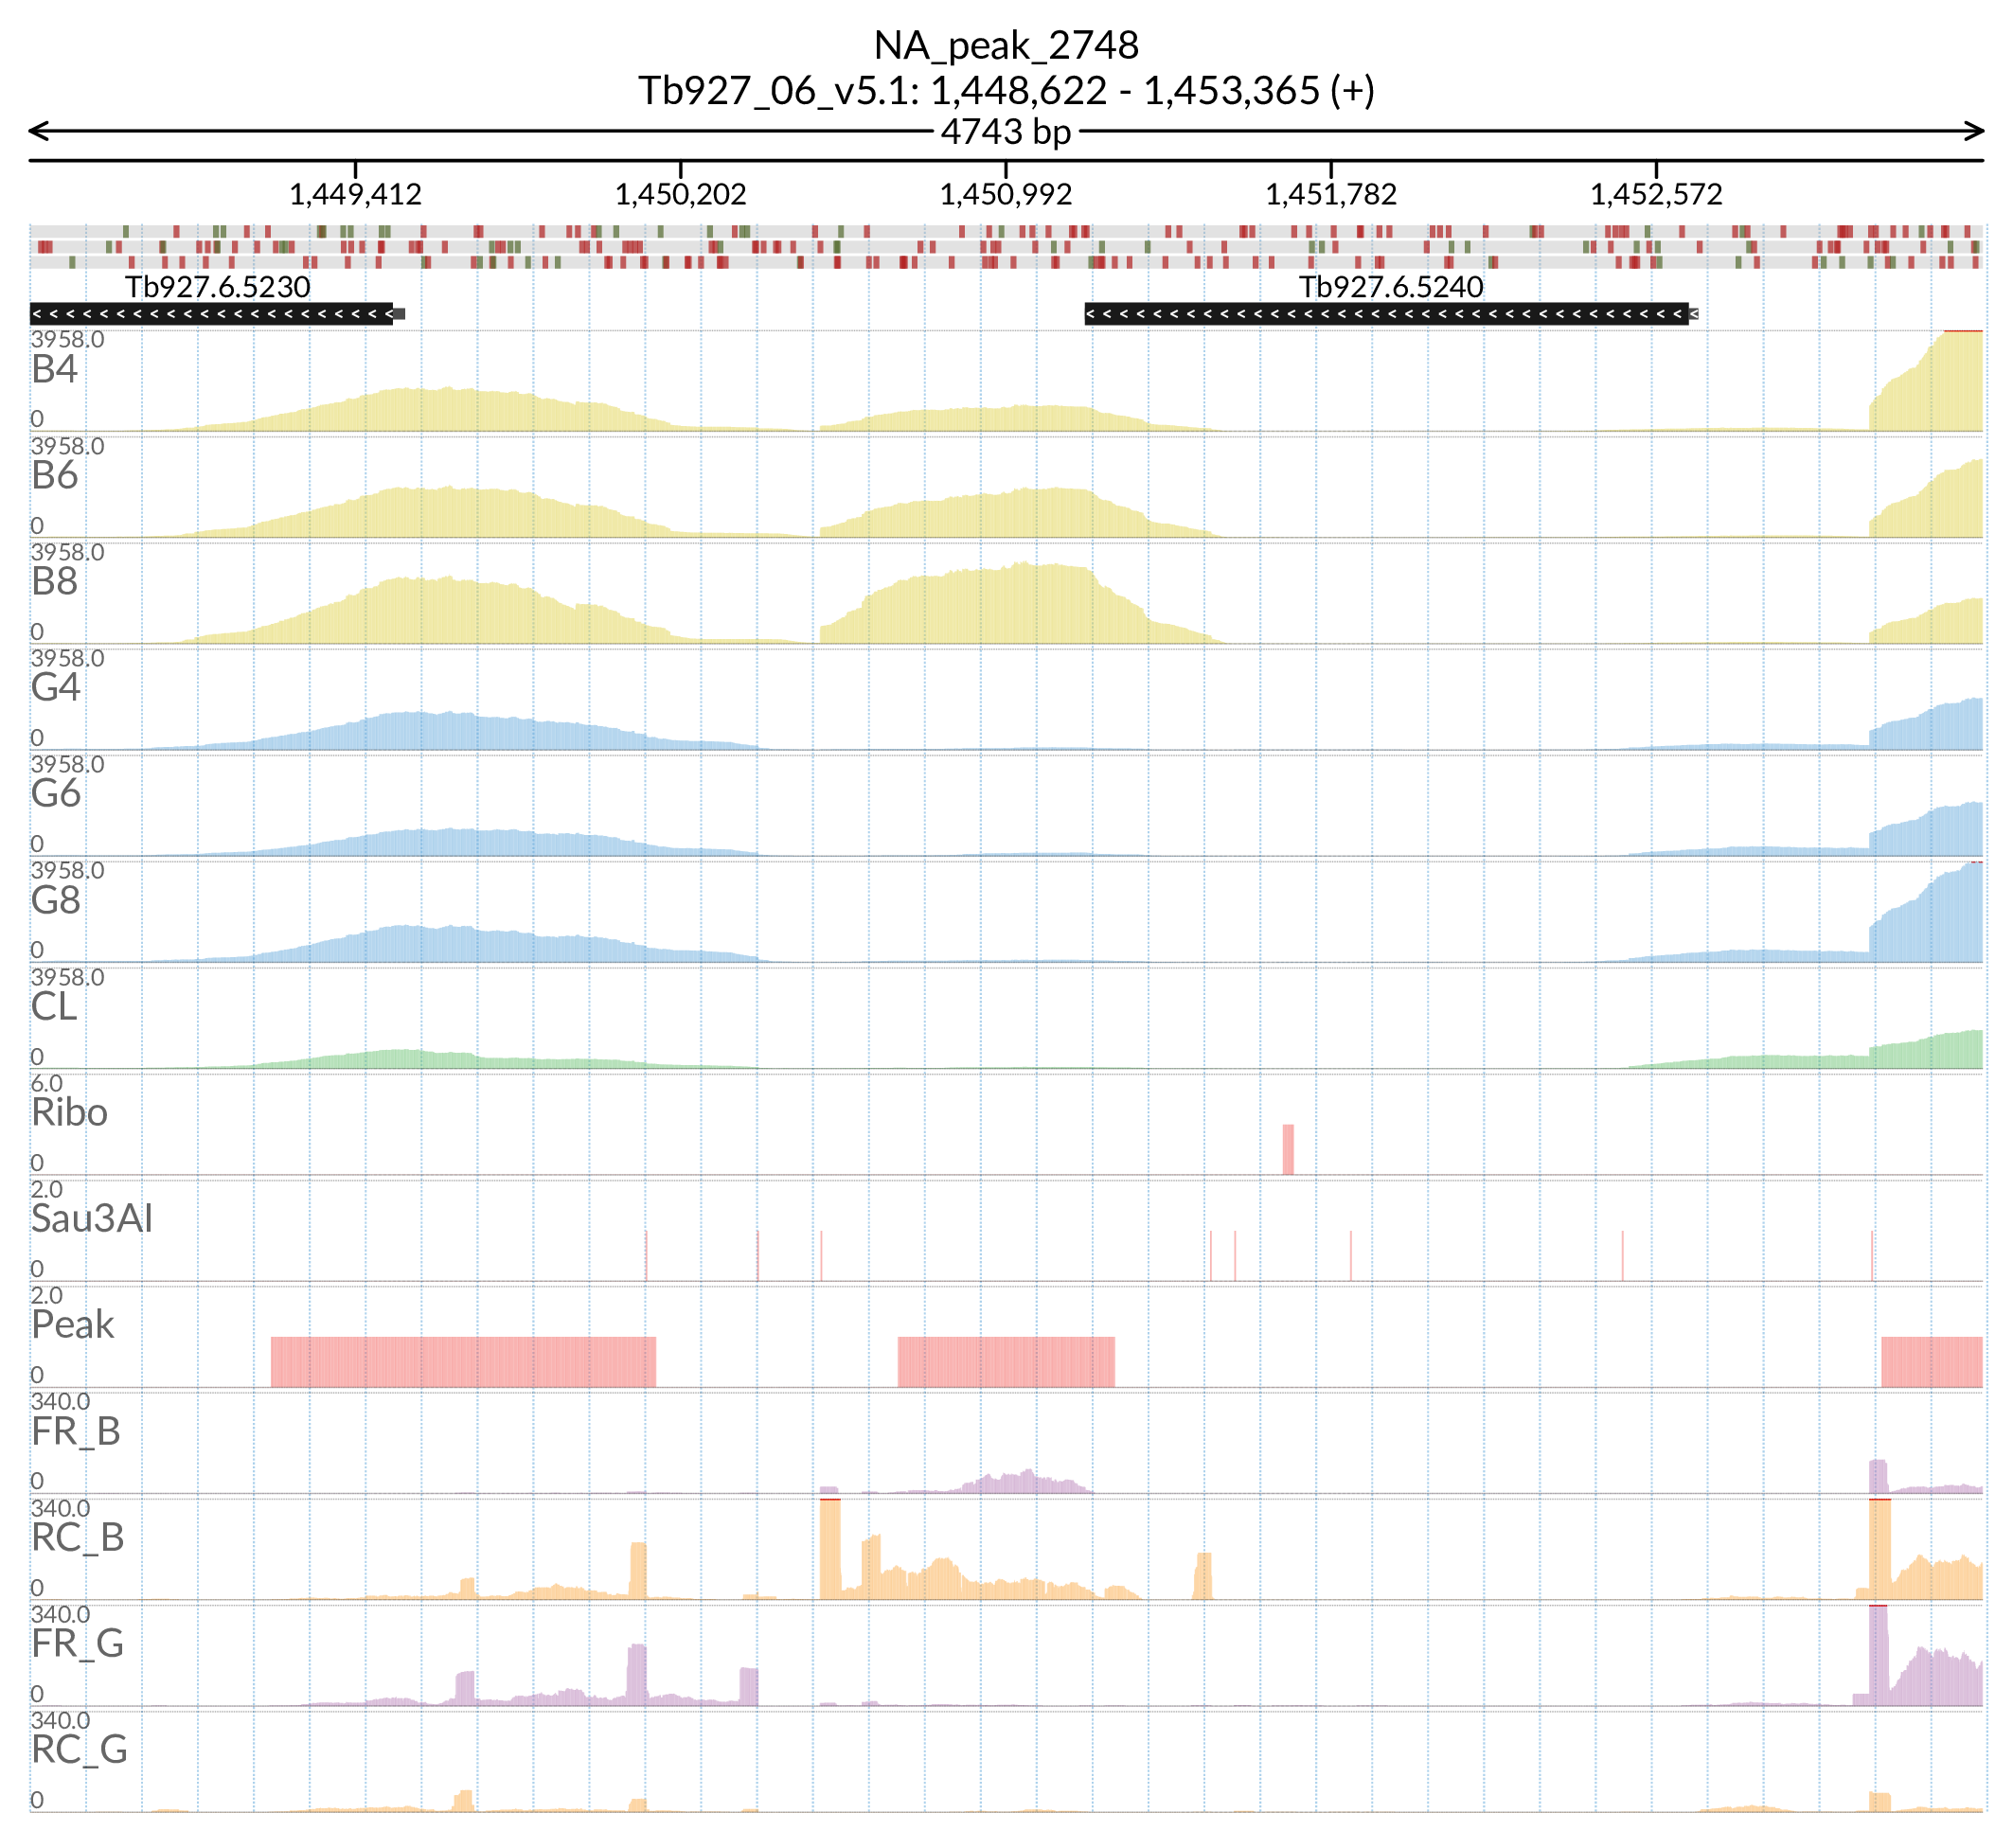 NA_peak_2748
Tb927_06_v5.1: 1,448,622 - 1,453,365 (+)
4743 bp
1,449,412 1,450,202 1,450,992 1,451,782 1,452,572
Tb927.6.5230 Tb927.6.5240
3958.0
B4
0
3958.0
B6
0
3958.0
B8
0
3958.0
G4
0
3958.0
G6
0
3958.0
G8
0
3958.0
CL
0
6.0
Ribo
0
2.0
Sau3AI
0
2.0
Peak
0
340.0
FR_B
0
340.0
RC_B
0
340.0
FR_G
0
340.0
RC_G
0